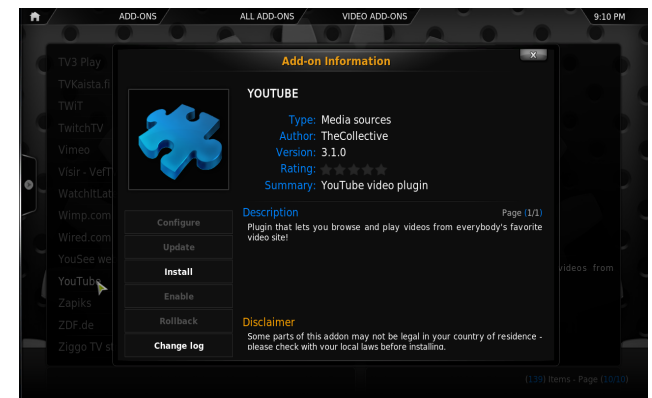 ADD-ONS ALL ADD-ONS VIDEO ADD-ONS 9:10 PM
Add-on Information
X
TV3 Play
TVKaista.fi
TWiT
TwitchTV
Vimeo
Visir - VefT
WatchItLat
Wimp.com
Wired.com
YouSee we
YouTube
Zapiks
ZDF.de
Ziggo TV
YOUTUBE
Type: Media sources
Author: TheCollective
Version: 3.1.0
Rating:
Summary: YouTube video plugin
Configure
Update
Install
Enable
Rollback
Change log
Description Page (1/1)
Plugin that lets you browse and play videos from everybody's favorite
video site!
videos from
Disclaimer
Some parts of this addon may not be legal in your country of residence -
please check with your local laws before installing.
(133) Items - Page (10/10)